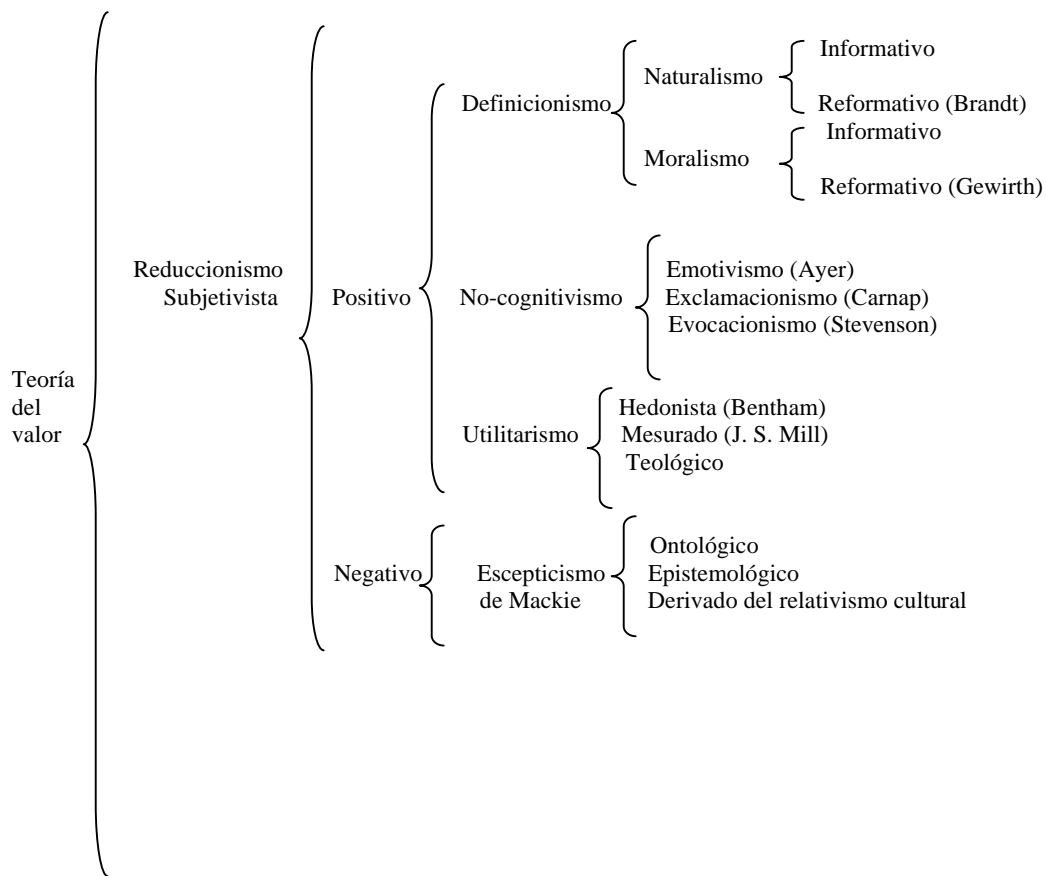 Informativo
Naturalismo
Definicionismo
Reformativo (Brandt)
Informativo
Moralismo
Reformativo (Gewirth)
Reduccionismo
Subjetivista
Positivo
No-cognitivismo
Emotivismo (Ayer)
Exclamacionismo (Carnap)
Evocacionismo (Stevenson)
Teoría
del
valor
Utilitarismo
Hedonista (Bentham)
Mesurado (J. S. Mill)
Teológico
Negativo
Escepticismo
de Mackie
Ontológico
Epistemológico
Derivado del relativismo cultural